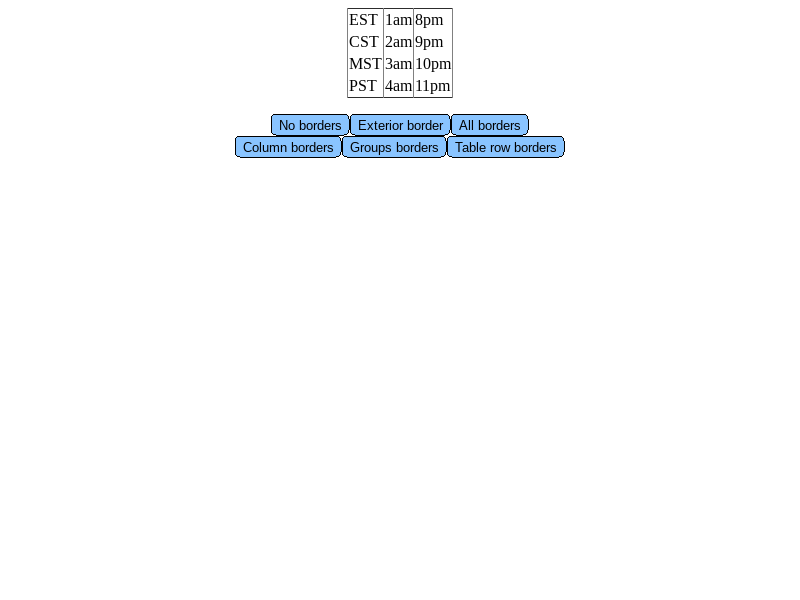 EST 1am 8pm
CST 2am 9pm
MST 3am 10pm
PST 4am 11pm
No borders Exterior border All borders
Column borders Groups borders Table row borders